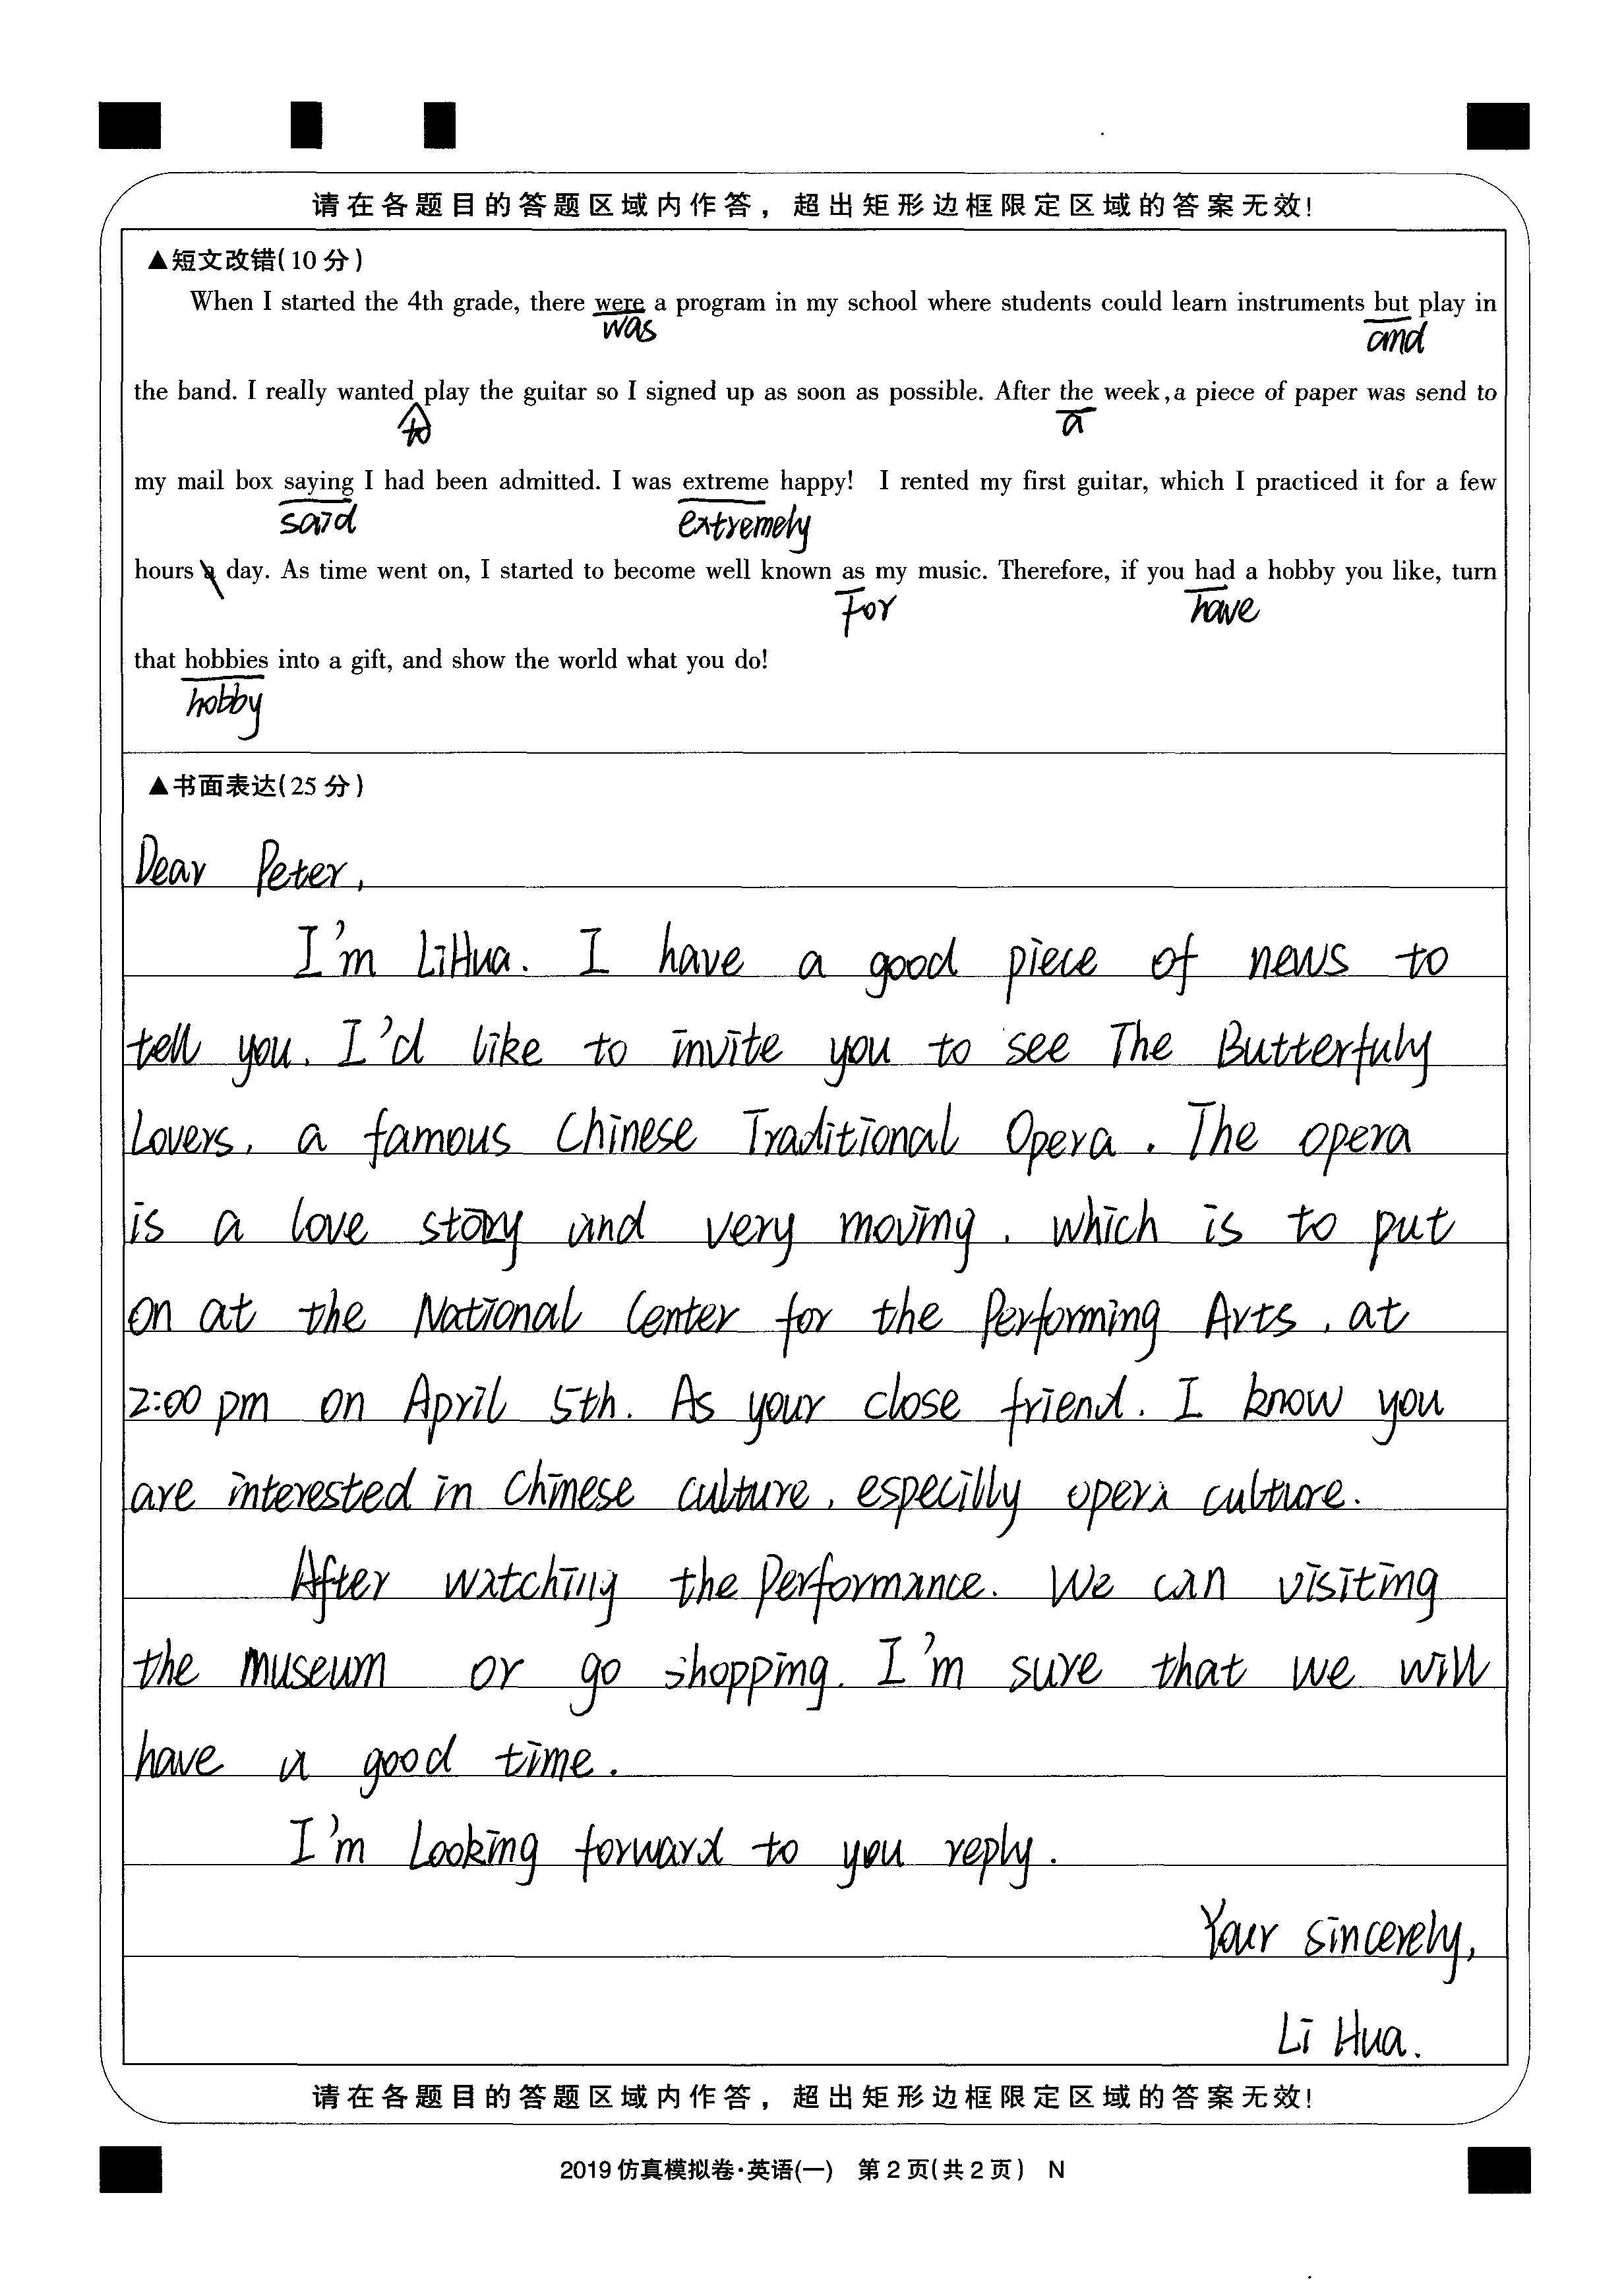 请在各题目的答题区域内作答，超出矩形边框限定区域的答案无效!
▲短文改错(10分)
When I started the 4th grade, there were a program in my school where students could learn instruments but play in
was
and
the band. I really wanted play the guitar so I signed up as soon as possible. After the week,a piece of paper was send to
to
a
my mail box saying I had been admitted. I was extreme happy! I rented my first guitar, which I practiced it for a few
said
extremely
hours a day. As time went on, I started to become well known as my music. Therefore, if you had a hobby you like, turn
For
have
that hobbies into a gift, and show the world what you do!
hobby
▲书面表达(25分)
Dear Peter,
I'm LiHua. I have a good piece of news to
tell you. I'd like to invite you to see The Butterfuly
Lovers, a famous Chinese Traditional Opera. The opera
is a love story and very moving, which is to put
on at the National Center for the Performing Arts, at
2:00 pm on April 5th. As your close friend. I know you
are interested in Chinese culture, especilly opera culture.
After watching the performance. We can visiting
the museum or go shopping. I'm sure that we will
have a good time.
I'm Looking forward to you reply.
Your sincerely,
Li Hua.
请在各题目的答题区域内作答，超出矩形边框限定区域的答案无效!
2019仿真模拟卷·英语(一) 第2页(共2页) N